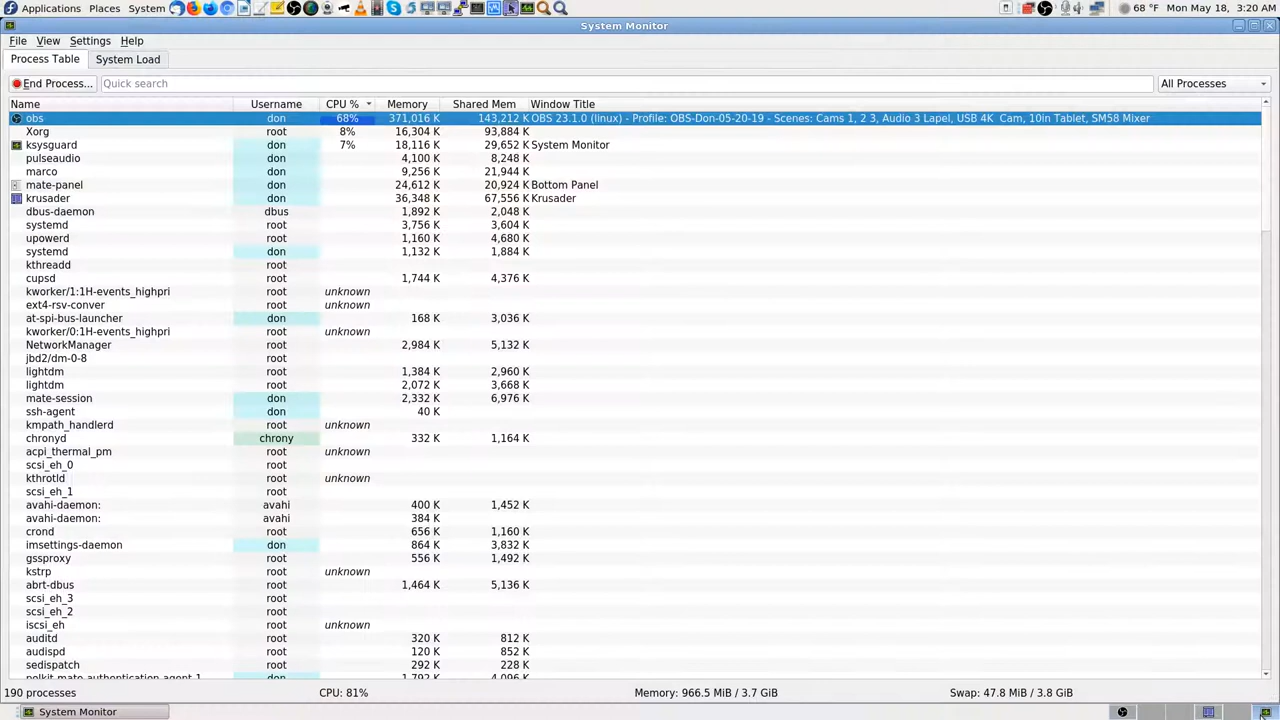 Applications Places System 68 °F Mon May 18, 3:20 AM
System Monitor
File View Settings Help
Process Table System Load
End Process... Quick search All Processes
Name Username CPU % Memory Shared Mem Window Title
obs don 68% 371,016 K 143,212 K OBS 23.1.0 (linux) - Profile: OBS-Don-05-20-19 - Scenes: Cams 1, 2 3, Audio 3 Lapel, USB 4K Cam, 10in Tablet, SM58 Mixer
Xorg root 8% 16,304 K 93,884 K
ksysguard don 7% 18,116 K 29,652 K System Monitor
pulseaudio don 4,100 K 8,248 K
marco don 9,256 K 21,944 K
mate-panel don 24,612 K 20,924 K Bottom Panel
krusader don 36,348 K 67,556 K Krusader
dbus-daemon dbus 1,892 K 2,048 K
systemd root 3,756 K 3,604 K
upowerd root 1,160 K 4,680 K
systemd don 1,132 K 1,884 K
kthreadd root
cupsd root 1,744 K 4,376 K
kworker/1:1H-events_highpri root unknown
ext4-rsv-conver root unknown
at-spi-bus-launcher don 168 K 3,036 K
kworker/0:1H-events_highpri root unknown
NetworkManager root 2,984 K 5,132 K
jbd2/dm-0-8 root
lightdm root 1,384 K 2,960 K
lightdm root 2,072 K 3,668 K
mate-session don 2,332 K 6,976 K
ssh-agent don 40 K
kmpath_handlerd root unknown
chronyd chrony 332 K 1,164 K
acpi_thermal_pm root unknown
scsi_eh_0 root
kthrotld root unknown
scsi_eh_1 root
avahi-daemon: avahi 400 K 1,452 K
avahi-daemon: avahi 384 K
crond root 656 K 1,160 K
imsettings-daemon don 864 K 3,832 K
gssproxy root 556 K 1,492 K
kstrp root unknown
abrt-dbus root 1,464 K 5,136 K
scsi_eh_3 root
scsi_eh_2 root
iscsi_eh root unknown
auditd root 320 K 812 K
audispd root 120 K 852 K
sedispatch root 292 K 228 K
polkit-mate-authentication-agent-1 don 1,792 K 4,096 K
190 processes CPU: 81% Memory: 966.5 MiB / 3.7 GiB Swap: 47.8 MiB / 3.8 GiB
System Monitor